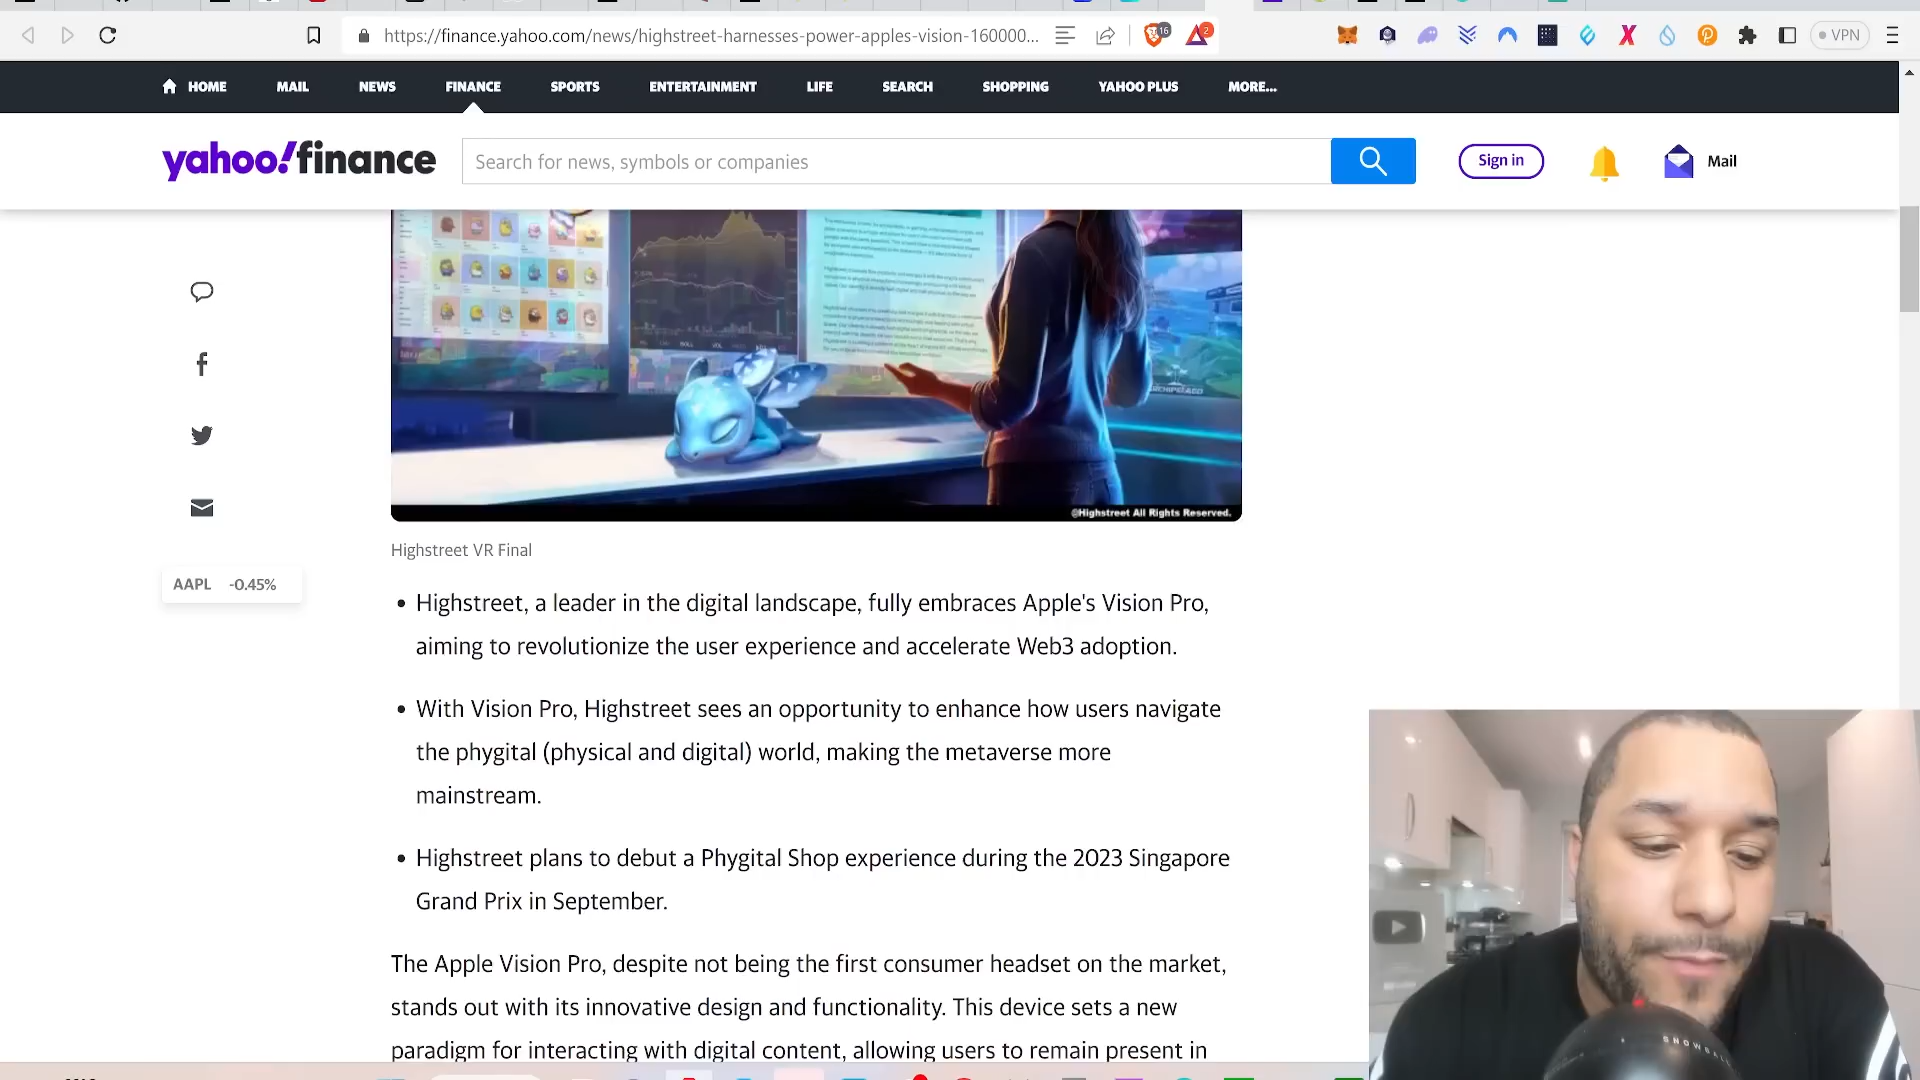 https://finance.yahoo.com/news/highstreet-harnesses-power-apples-vision-160000...
16
2
VPN
HOME
MAIL
NEWS
FINANCE
SPORTS
ENTERTAINMENT
LIFE
SEARCH
SHOPPING
YAHOO PLUS
MORE...
yahoo!finance
Search for news, symbols or companies
Sign in
Mail
@Highstreet All Rights Reserved.
Highstreet VR Final
AAPL -0.45%
• Highstreet, a leader in the digital landscape, fully embraces Apple's Vision Pro,
aiming to revolutionize the user experience and accelerate Web3 adoption.
• With Vision Pro, Highstreet sees an opportunity to enhance how users navigate
the phygital (physical and digital) world, making the metaverse more
mainstream.
• Highstreet plans to debut a Phygital Shop experience during the 2023 Singapore
Grand Prix in September.
The Apple Vision Pro, despite not being the first consumer headset on the market,
stands out with its innovative design and functionality. This device sets a new
paradigm for interacting with digital content, allowing users to remain present in